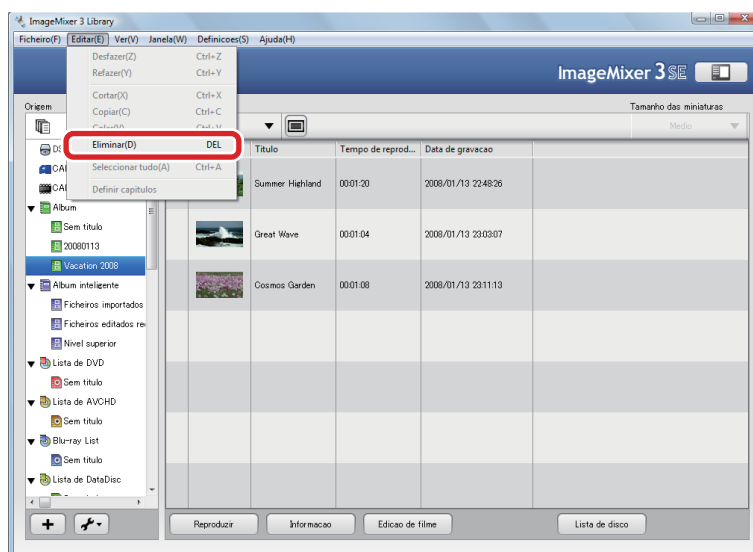 ImageMixer 3 Library
Ficheiro(F) Editar(E) Ver(V) Janela(W) Definicoes(S) Ajuda(H)
Desfazer(Z) Ctrl+Z
Refazer(Y) Ctrl+Y
Cortar(X) Ctrl+X
Copiar(C) Ctrl+C
Eliminar(D) DEL
Seleccionar tudo(A) Ctrl+A
Definir capitulos
ImageMixer 3 SE
Origem
Tamanho das miniaturas
Medio
Album
Sem titulo
20080113
Vacation 2008
Album inteligente
Ficheiros importados
Ficheiros editados re
Nivel superior
Lista de DVD
Sem titulo
Lista de AVCHD
Sem titulo
Blu-ray List
Sem titulo
Lista de DataDisc
Titulo Tempo de reprod... Data de gravacao
Summer Highland 00:01:20 2008/01/13 22:48:26
Great Wave 00:01:04 2008/01/13 23:03:07
Cosmos Garden 00:01:08 2008/01/13 23:11:13
Reproduzir Informacao Edicao de filme Lista de disco